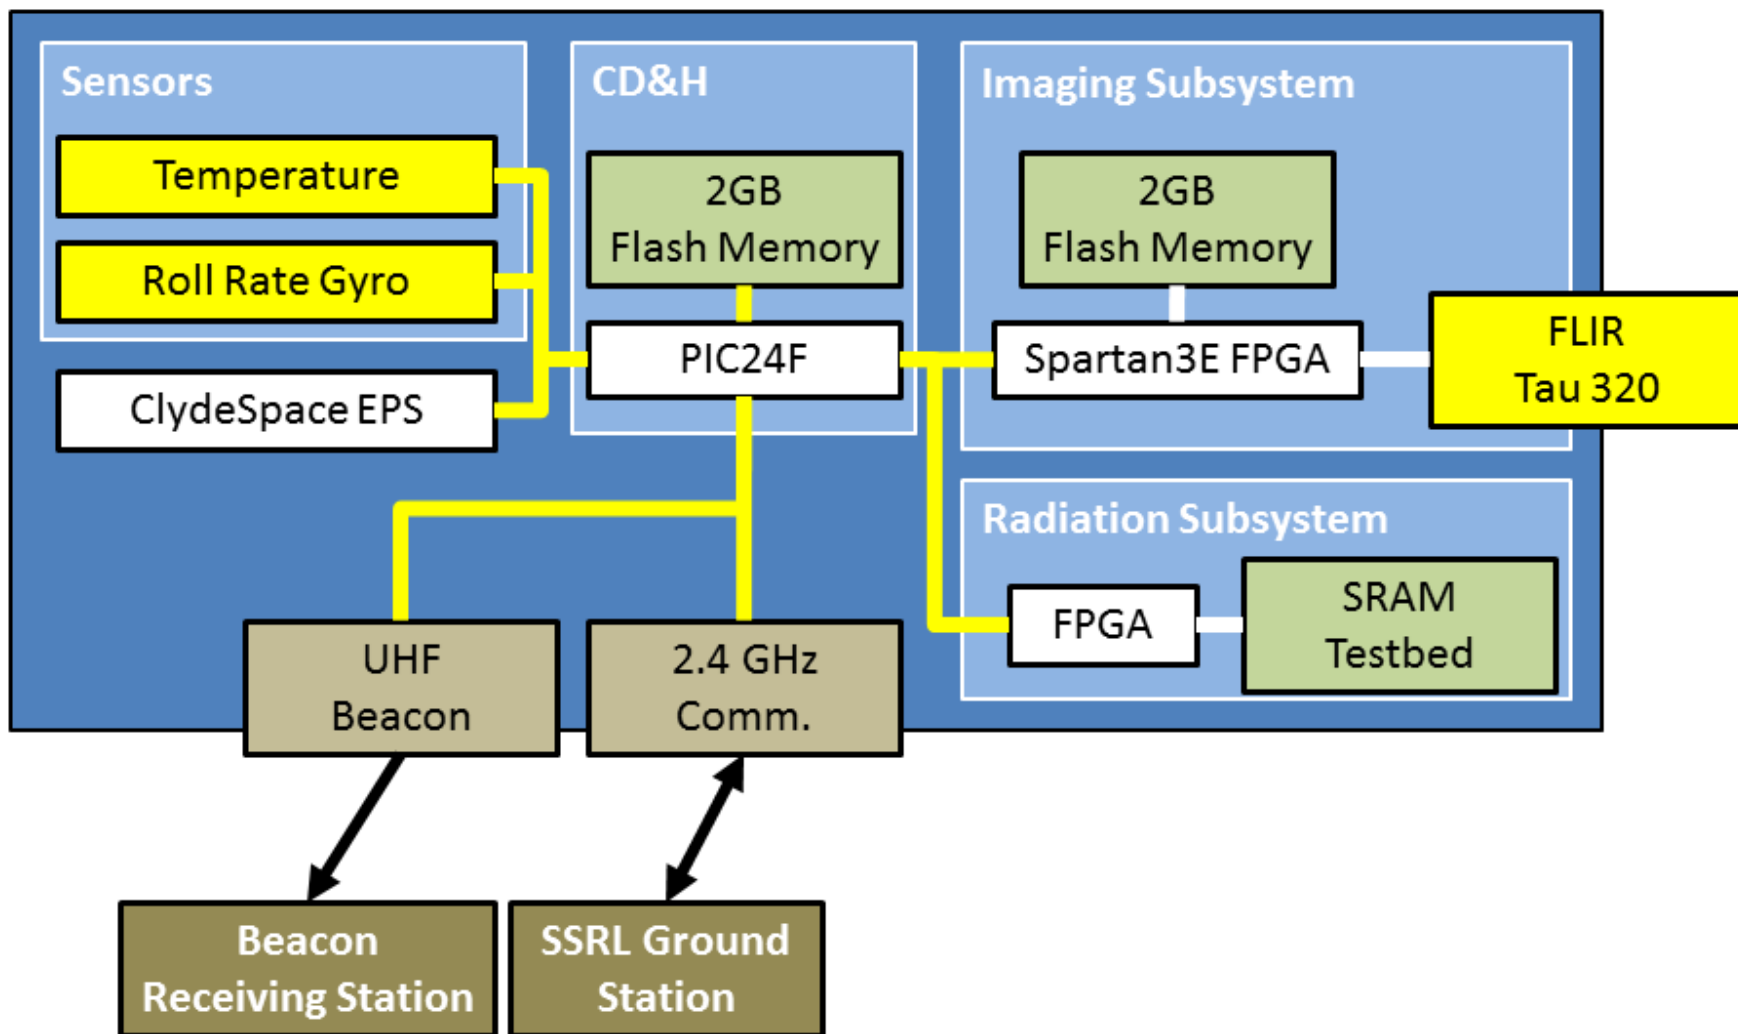 Sensors
Temperature
Roll Rate Gyro
ClydeSpace EPS
CD&H
2GB
Flash Memory
PIC24F
Imaging Subsystem
2GB
Flash Memory
Spartan3E FPGA
FLIR
Tau 320
Radiation Subsystem
FPGA
SRAM
Testbed
UHF
Beacon
2.4 GHz
Comm.
Beacon
Receiving Station
SSRL Ground
Station